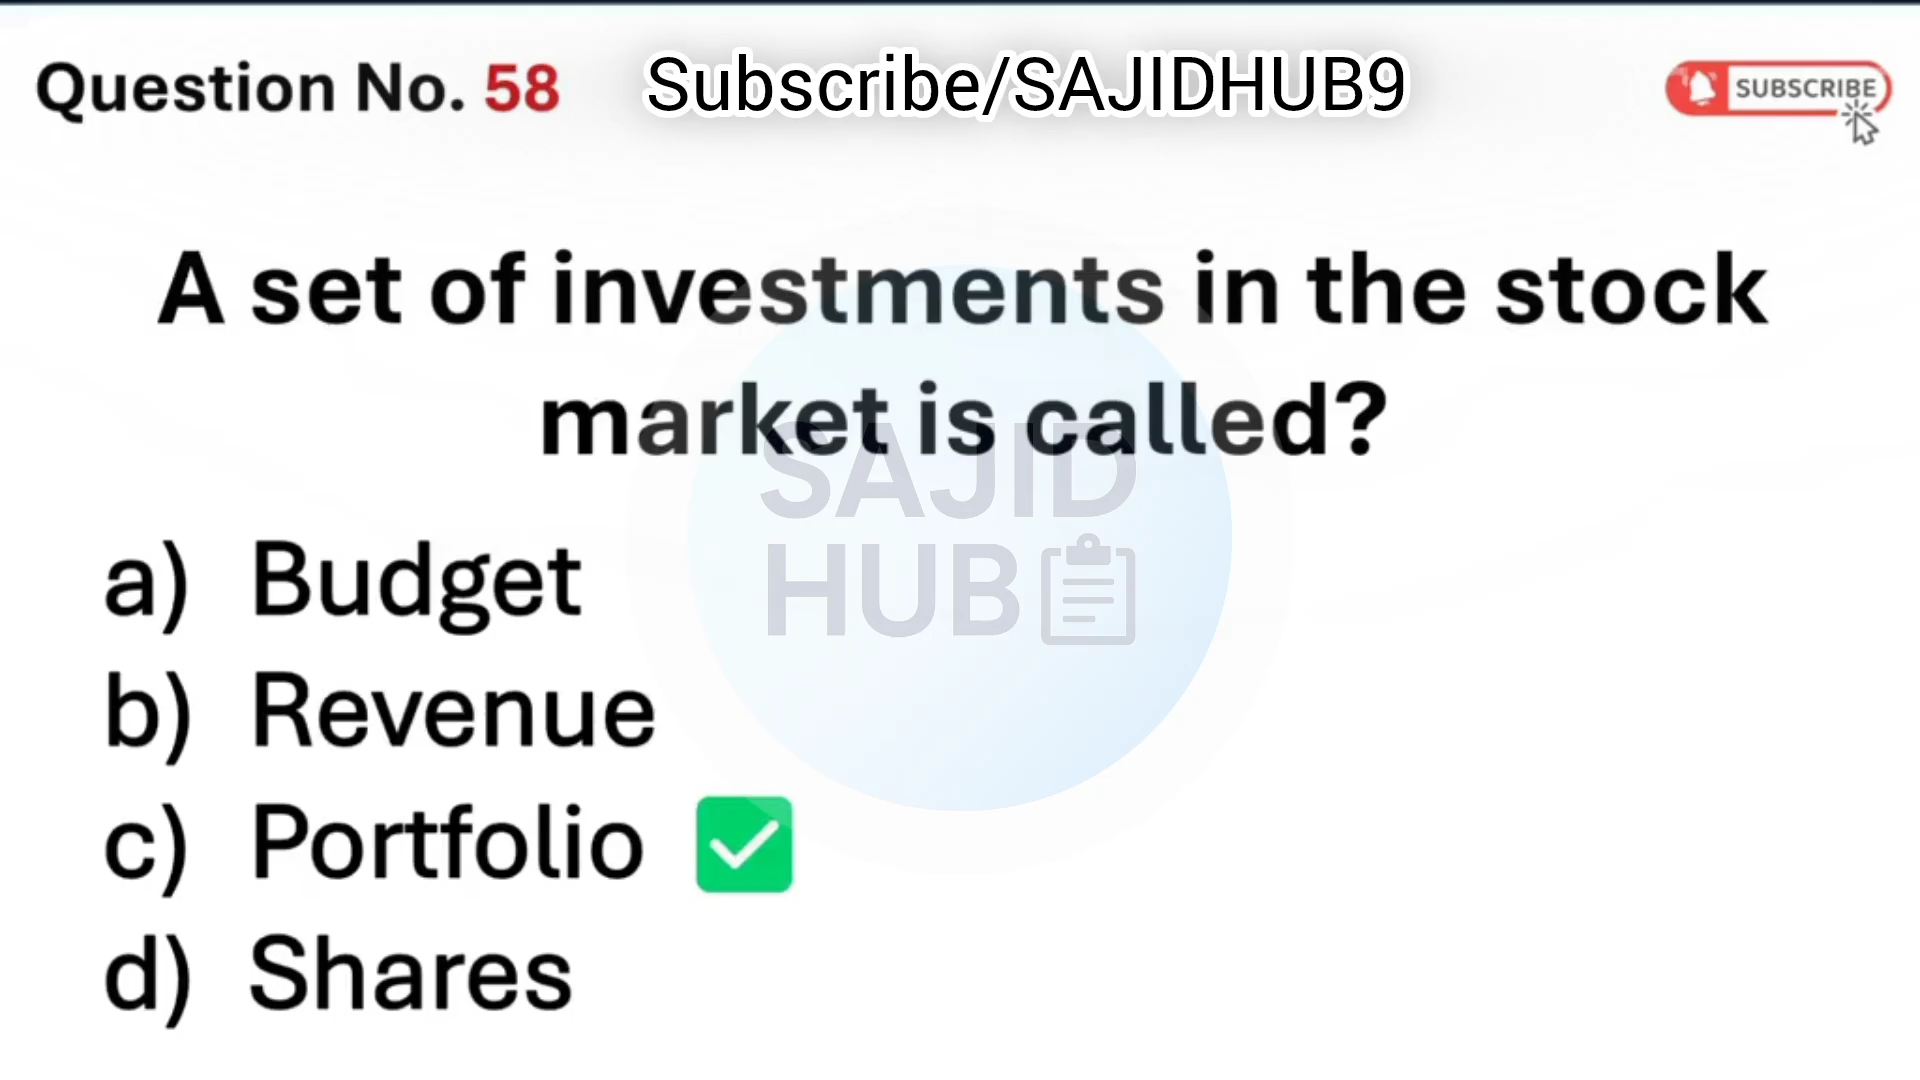 Question No. 58 Subscribe/SAJIDHUB9 SUBSCRIBE
A set of investments in the stock
market is called?
SAJID
HUB
a) Budget
b) Revenue
c) Portfolio ✅
d) Shares